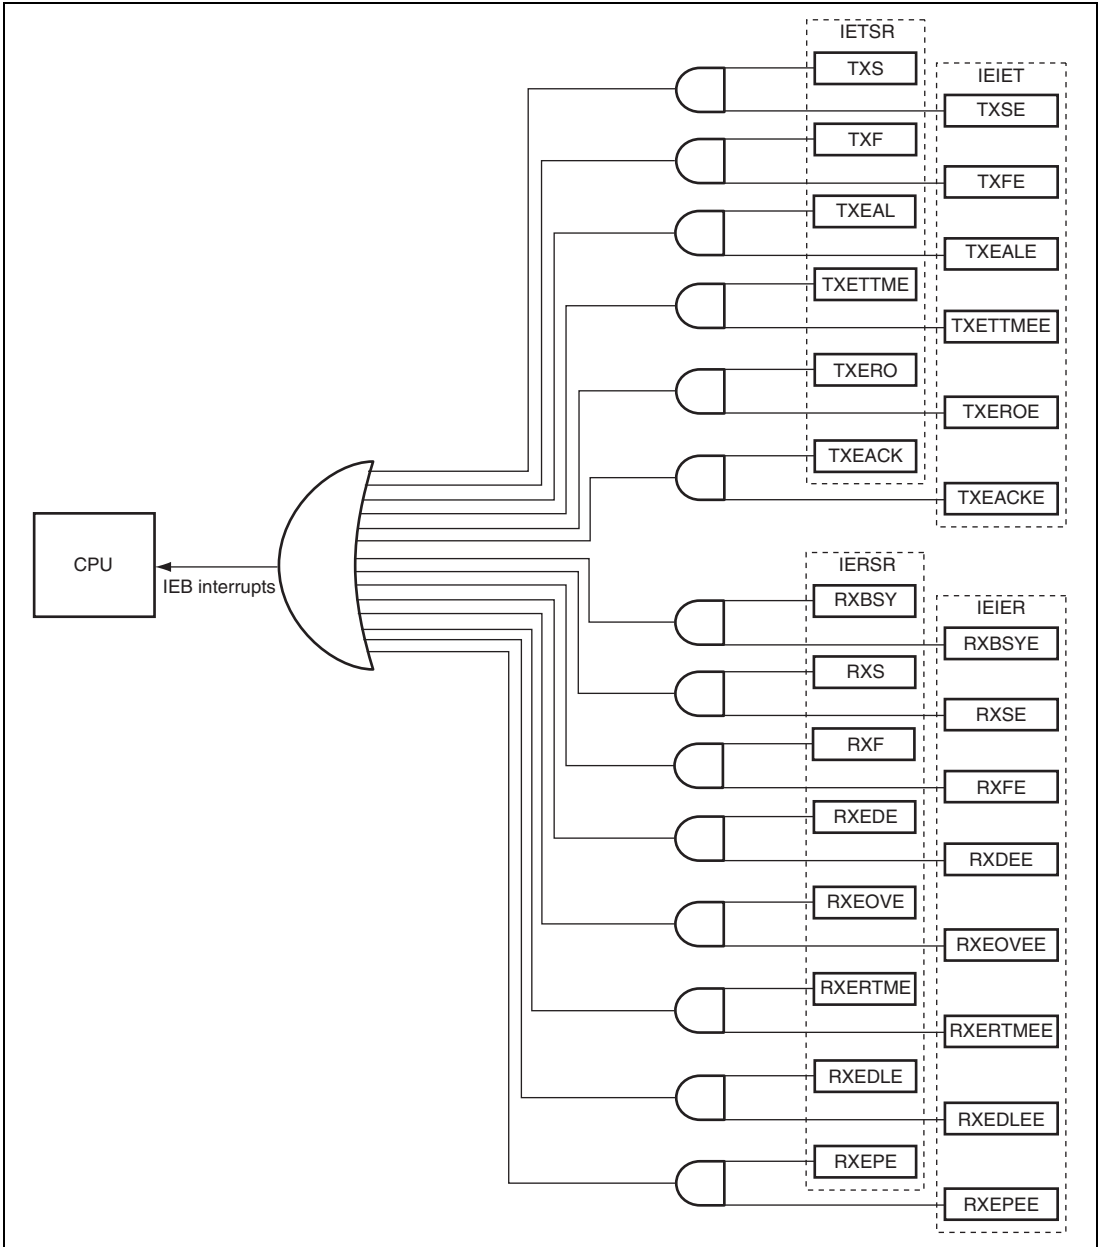 IETSR
TXS
IEIET
TXSE
TXF
TXFE
TXEAL
TXEALE
TXETTME
TXETTMEE
TXERO
TXEROE
TXEACK
TXEACKE
CPU
IEB interrupts
IERSR
RXBSY
IEIER
RXBSYE
RXS
RXSE
RXF
RXFE
RXEDE
RXDEE
RXEOVE
RXEOVEE
RXERTME
RXERTMEE
RXEDLE
RXEDLEE
RXEPE
RXEPEE